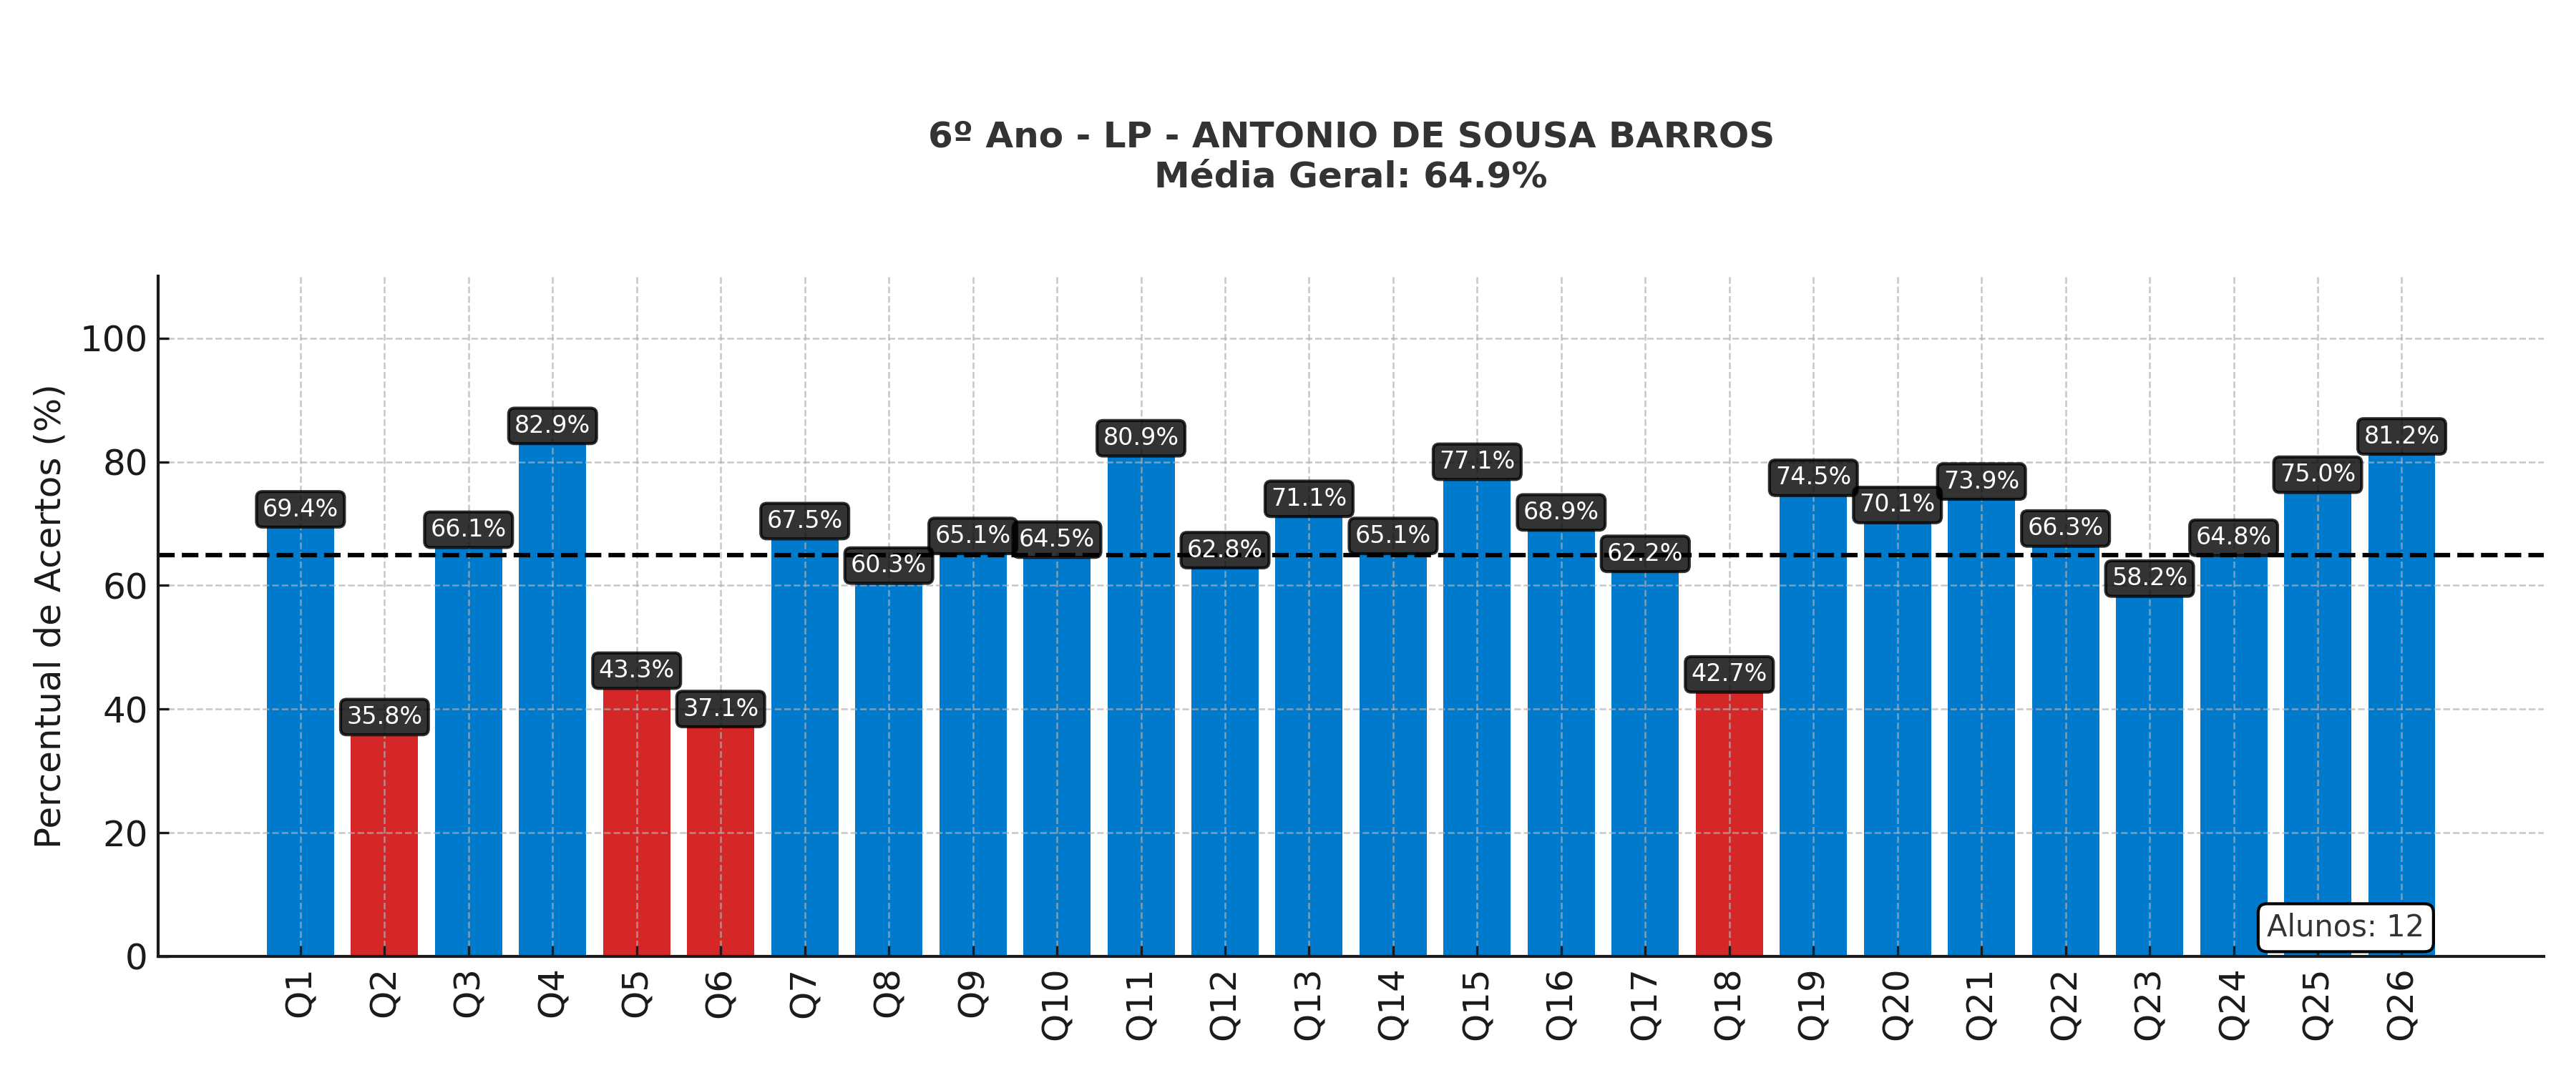 6º Ano - LP - ANTONIO DE SOUSA BARROS
Média Geral: 64.9%
Percentual de Acertos (%)
100
80
60
40
20
0
69.4%
35.8%
66.1%
82.9%
43.3%
37.1%
67.5%
60.3%
65.1%
64.5%
80.9%
62.8%
71.1%
65.1%
77.1%
68.9%
62.2%
42.7%
74.5%
70.1%
73.9%
66.3%
58.2%
64.8%
75.0%
81.2%
Alunos: 12
Q1
Q2
Q3
Q4
Q5
Q6
Q7
Q8
Q9
Q10
Q11
Q12
Q13
Q14
Q15
Q16
Q17
Q18
Q19
Q20
Q21
Q22
Q23
Q24
Q25
Q26